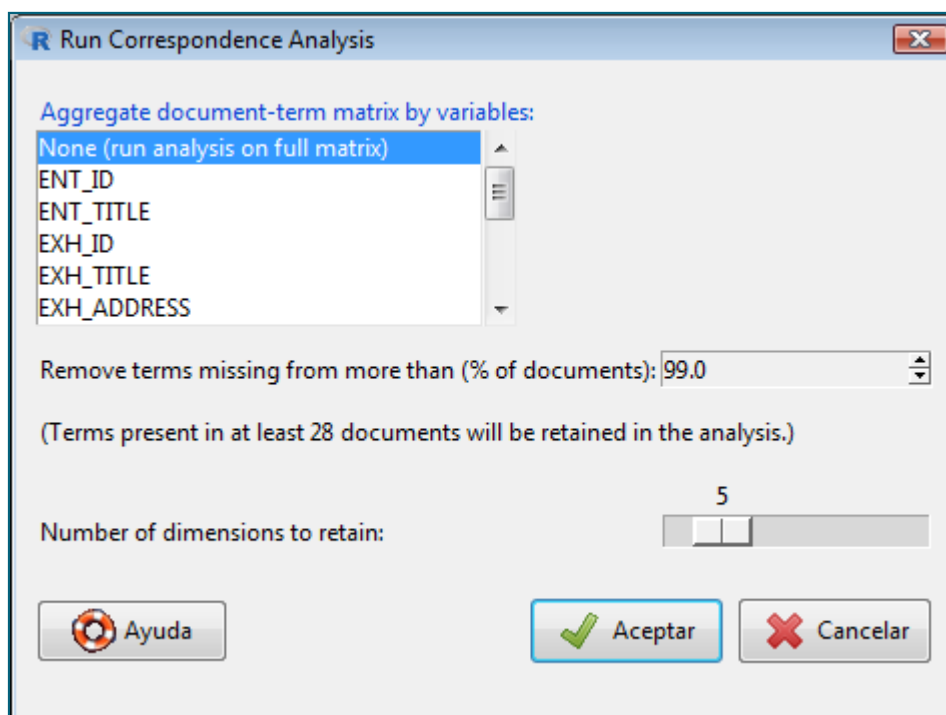 R Run Correspondence Analysis
Aggregate document-term matrix by variables:
None (run analysis on full matrix)
ENT_ID
ENT_TITLE
EXH_ID
EXH_TITLE
EXH_ADDRESS
Remove terms missing from more than (% of documents): 99.0
(Terms present in at least 28 documents will be retained in the analysis.)
5
Number of dimensions to retain:
Ayuda Aceptar Cancelar